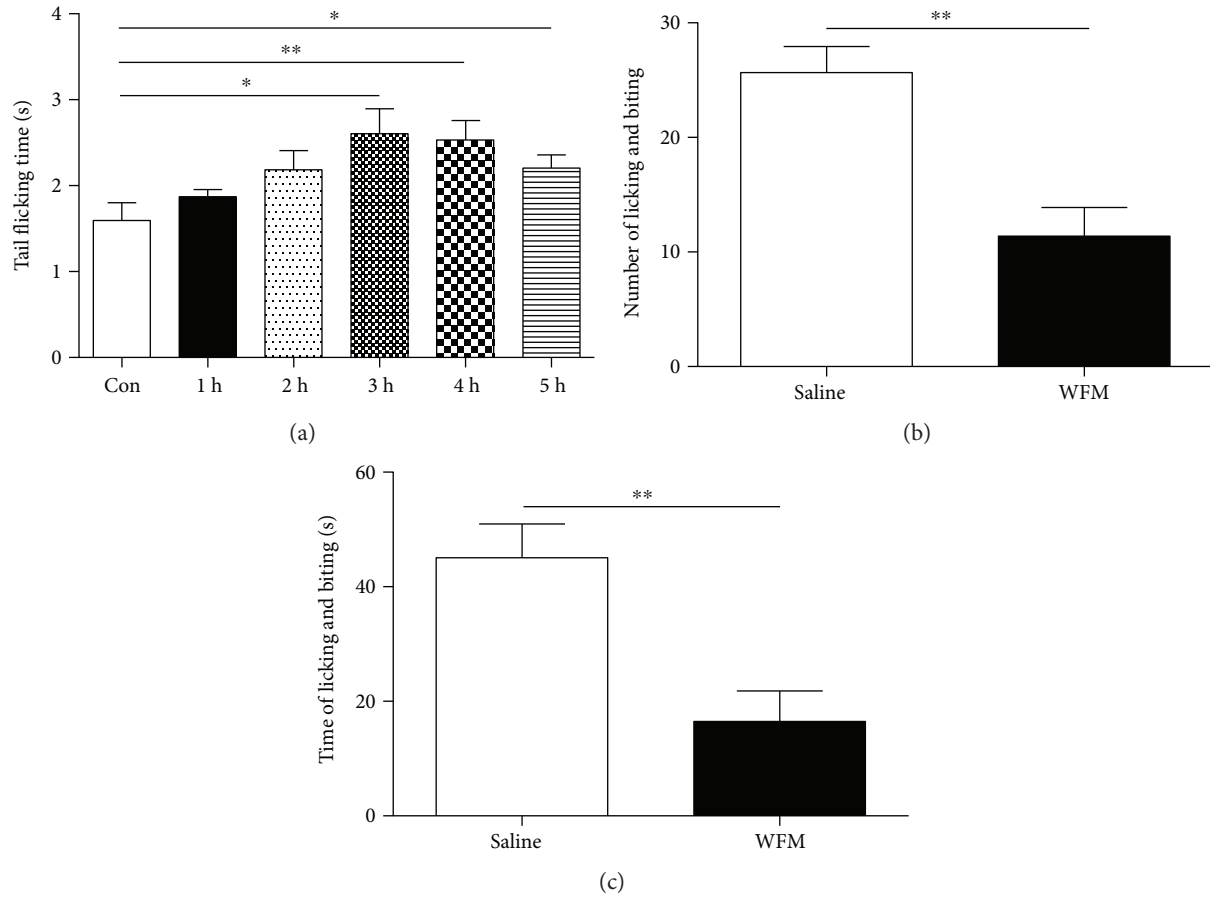 Tail flicking time (s)
4
3
2
1
0
*
**
*
Con 1 h 2 h 3 h 4 h 5 h
(a)
Number of licking and biting
30
20
10
0
**
Saline WFM
(b)
Time of licking and biting (s)
60
40
20
0
**
Saline WFM
(c)